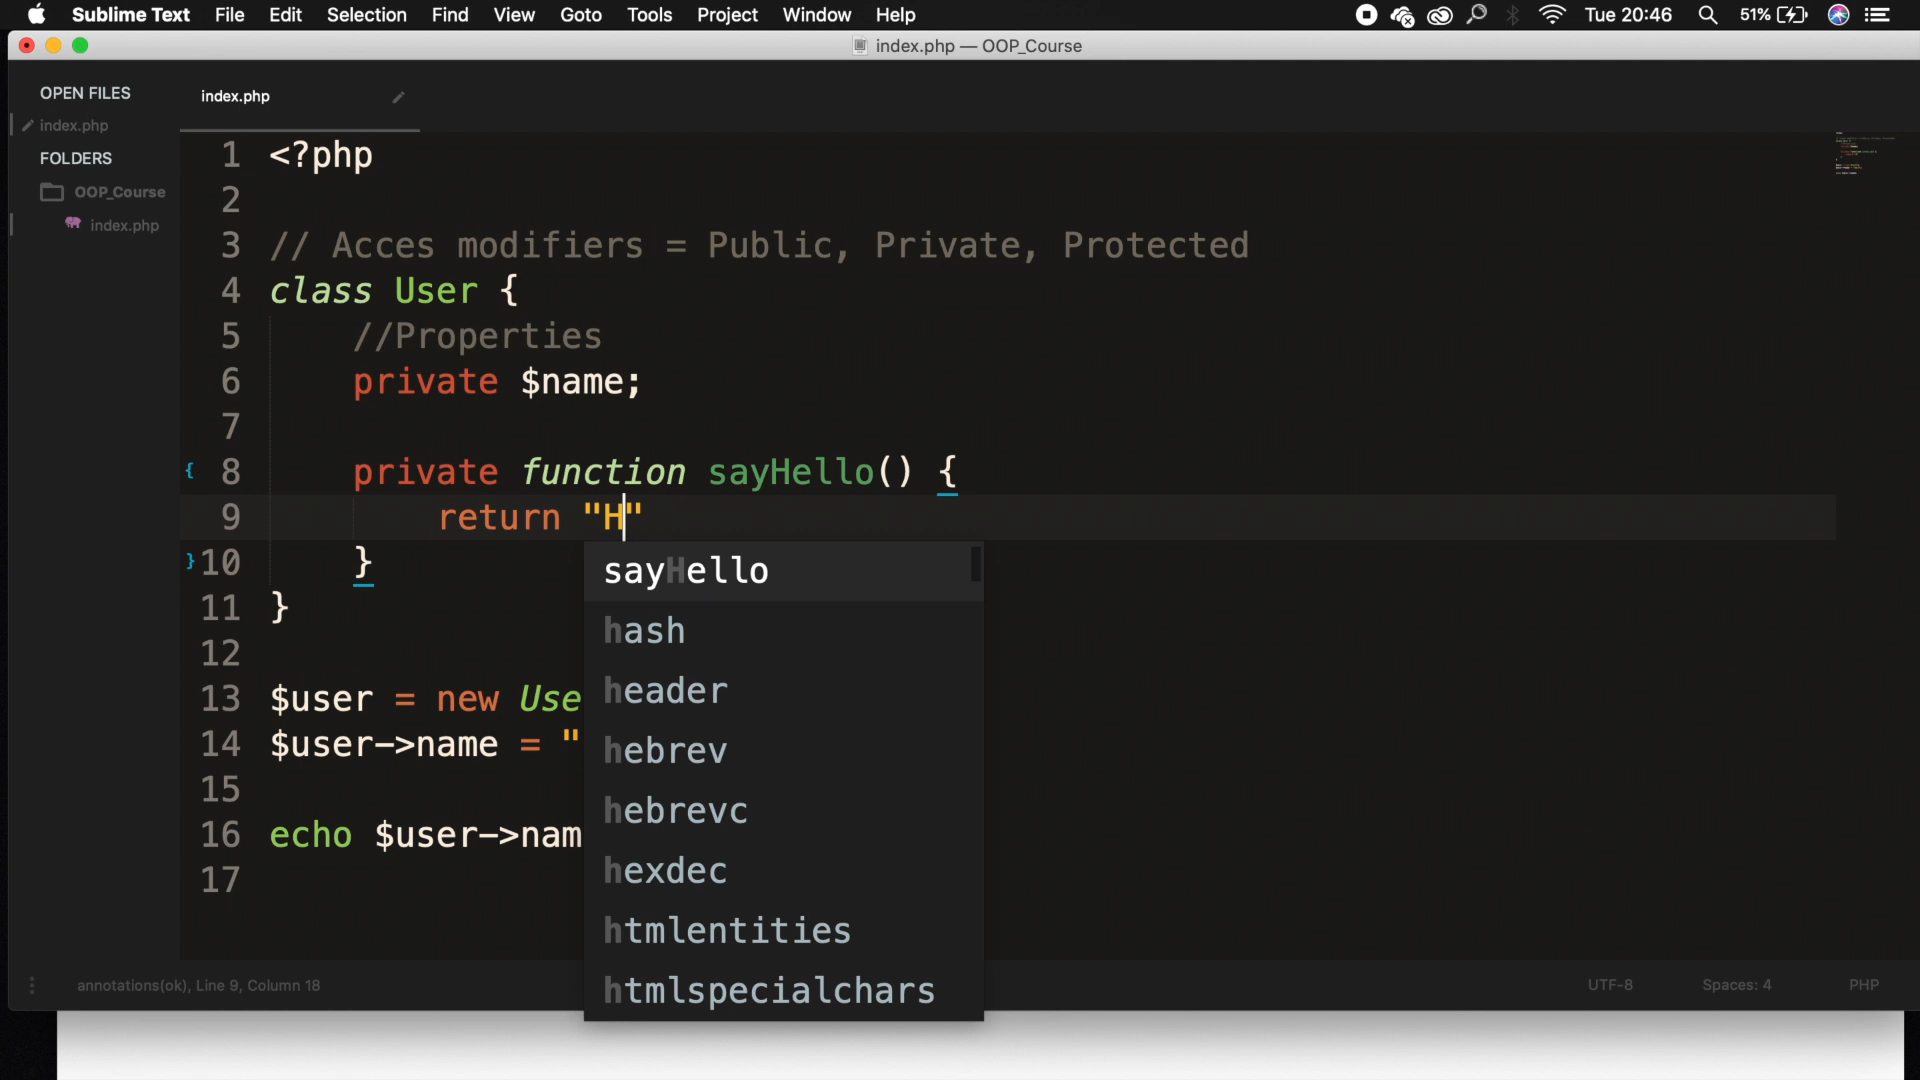 Sublime Text File Edit Selection Find View Goto Tools Project Window Help Tue 20:46 51%
index.php — OOP_Course
OPEN FILES
index.php
FOLDERS
OOP_Course
index.php
index.php
1 <?php
2
3 // Acces modifiers = Public, Private, Protected
4 class User {
5 //Properties
6 private $name;
7
8 private function sayHello() {
9 return "H"
10 }
11 }
12
13 $user = new Use
14 $user->name = "
15
16 echo $user->nam
17
sayHello
hash
header
hebrev
hebrevc
hexdec
htmlentities
htmlspecialchars
annotations(ok), Line 9, Column 18 UTF-8 Spaces: 4 PHP